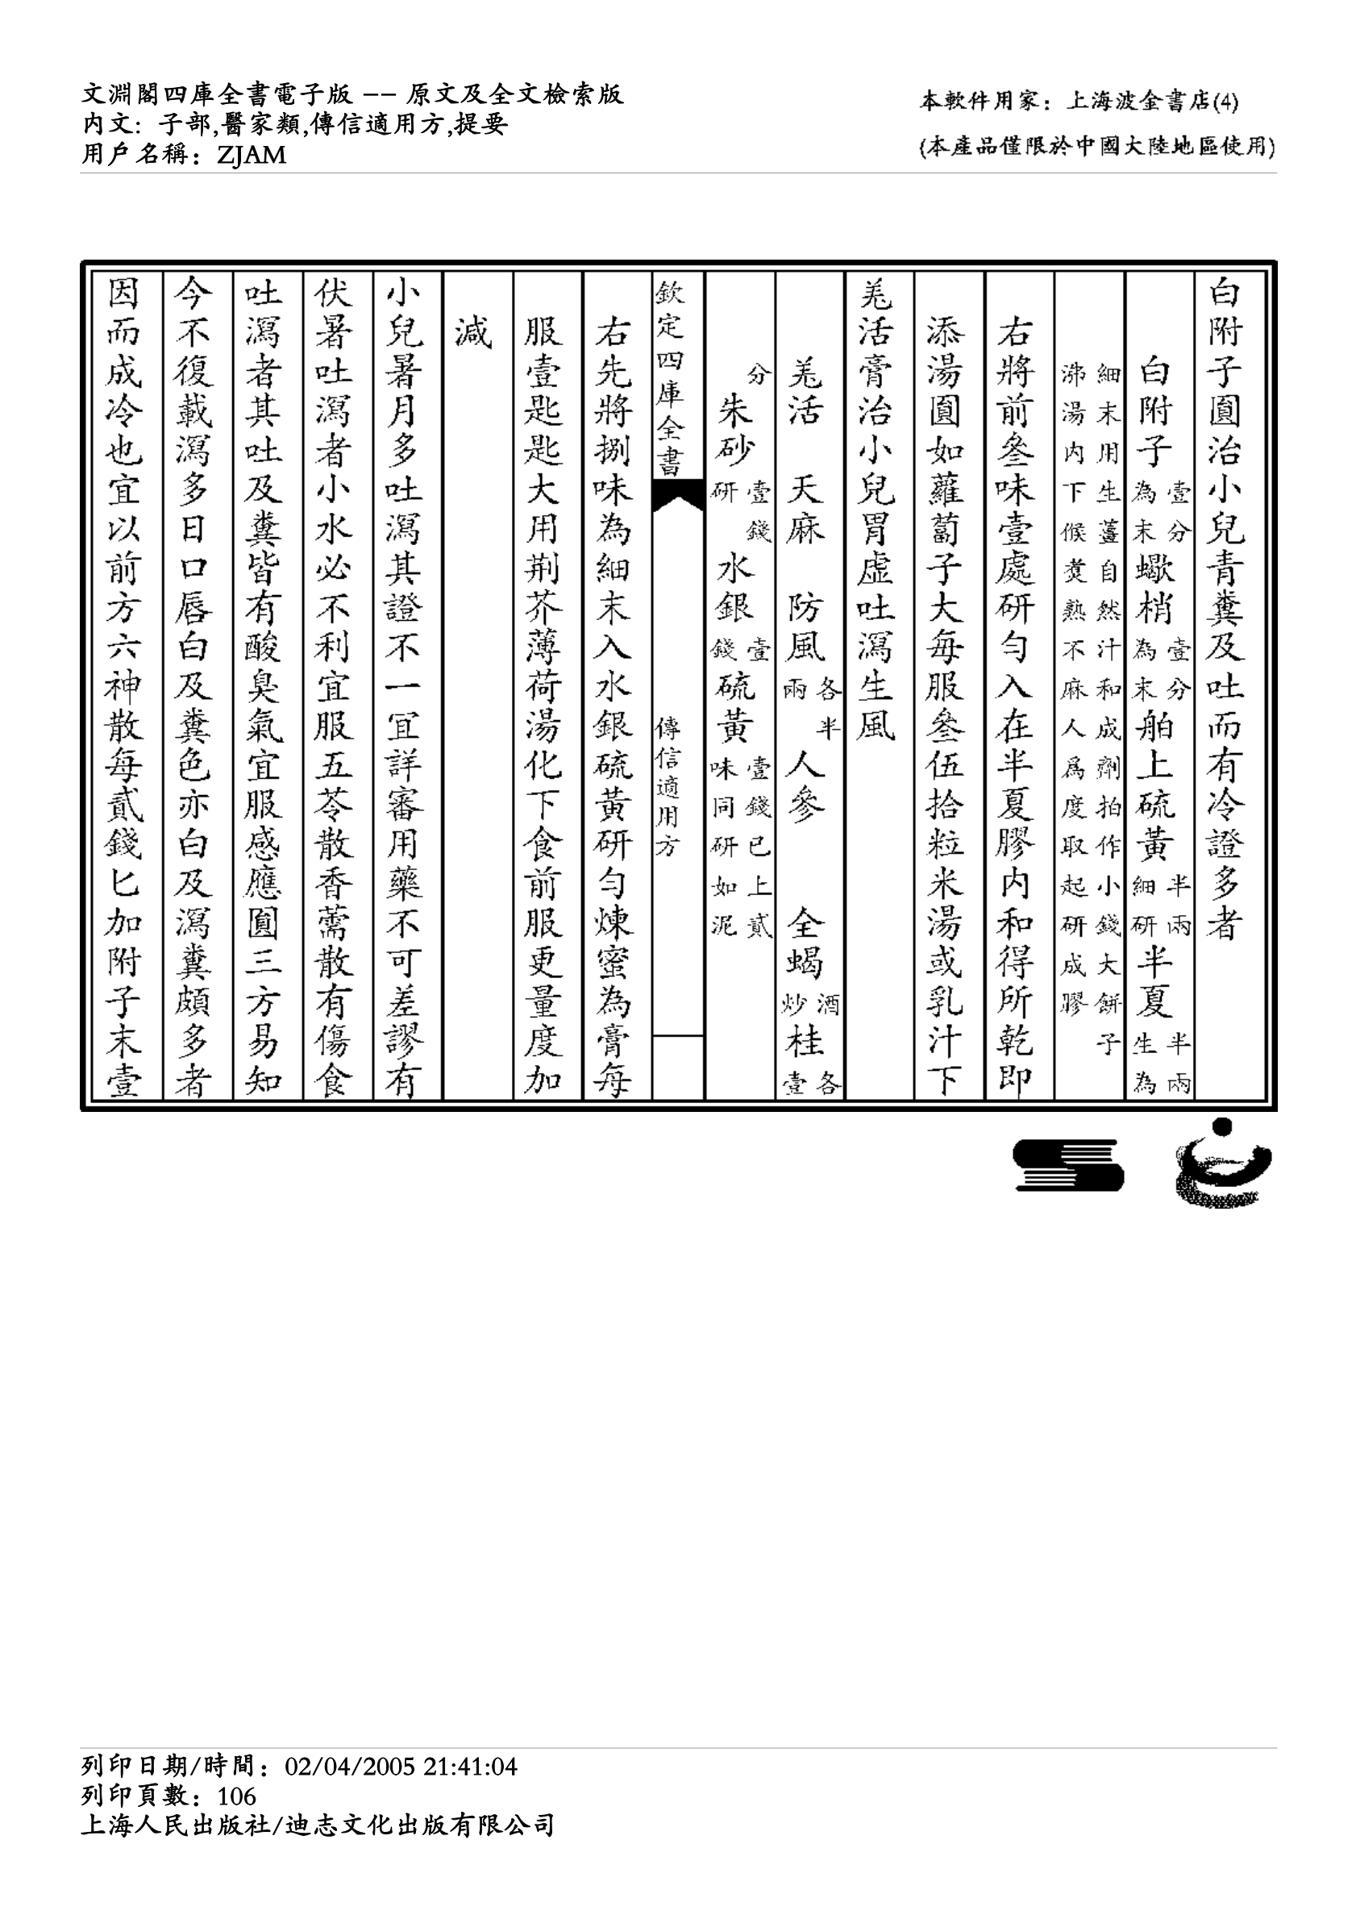 文淵閣四庫全書電子版 —— 原文及全文檢索版
内文：子部,醫家類,傳信適用方,提要
用戶名稱：ZJAM
本軟件用家：上海波金書店(4)
(本產品僅限於中國大陸地區使用)
白附子圓治小兒青糞及吐而有冷證多者
白附子壹分為末蠍梢壹分為末舶上硫黃半兩細研半夏半兩生為
細末用生薑自然汁和成劑拍作小錢大餅子沸湯内下候煑熟不麻人爲度取起研成膠
右將前叄味壹處研勻入在半夏膠内和得所乾即
添湯圓如蘿蔔子大每服叄伍拾粒米湯或乳汁下
羗活膏治小兒胃虛吐瀉生風
羗活 天麻 防風各半兩 人參 全蝎酒炒桂各壹
分朱砂壹錢研 水銀壹錢硫黃壹錢已上貳味同研如泥
欽定四庫全書 傳信適用方
右先將捌味為細末入水銀硫黃研勻煉蜜為膏每
服壹匙匙大用荆芥薄荷湯化下食前服更量度加
減
小兒暑月多吐瀉其證不一宜詳審用藥不可差謬有
伏暑吐瀉者小水必不利宜服五苓散香薷散有傷食
吐瀉者其吐及糞皆有酸臭氣宜服感應圓三方易知
今不復載瀉多日口唇白及糞色亦白及瀉糞頗多者
因而成冷也宜以前方六神散每貳錢匕加附子末壹
列印日期/時間：02/04/2005 21:41:04
列印頁數：106
上海人民出版社/迪志文化出版有限公司